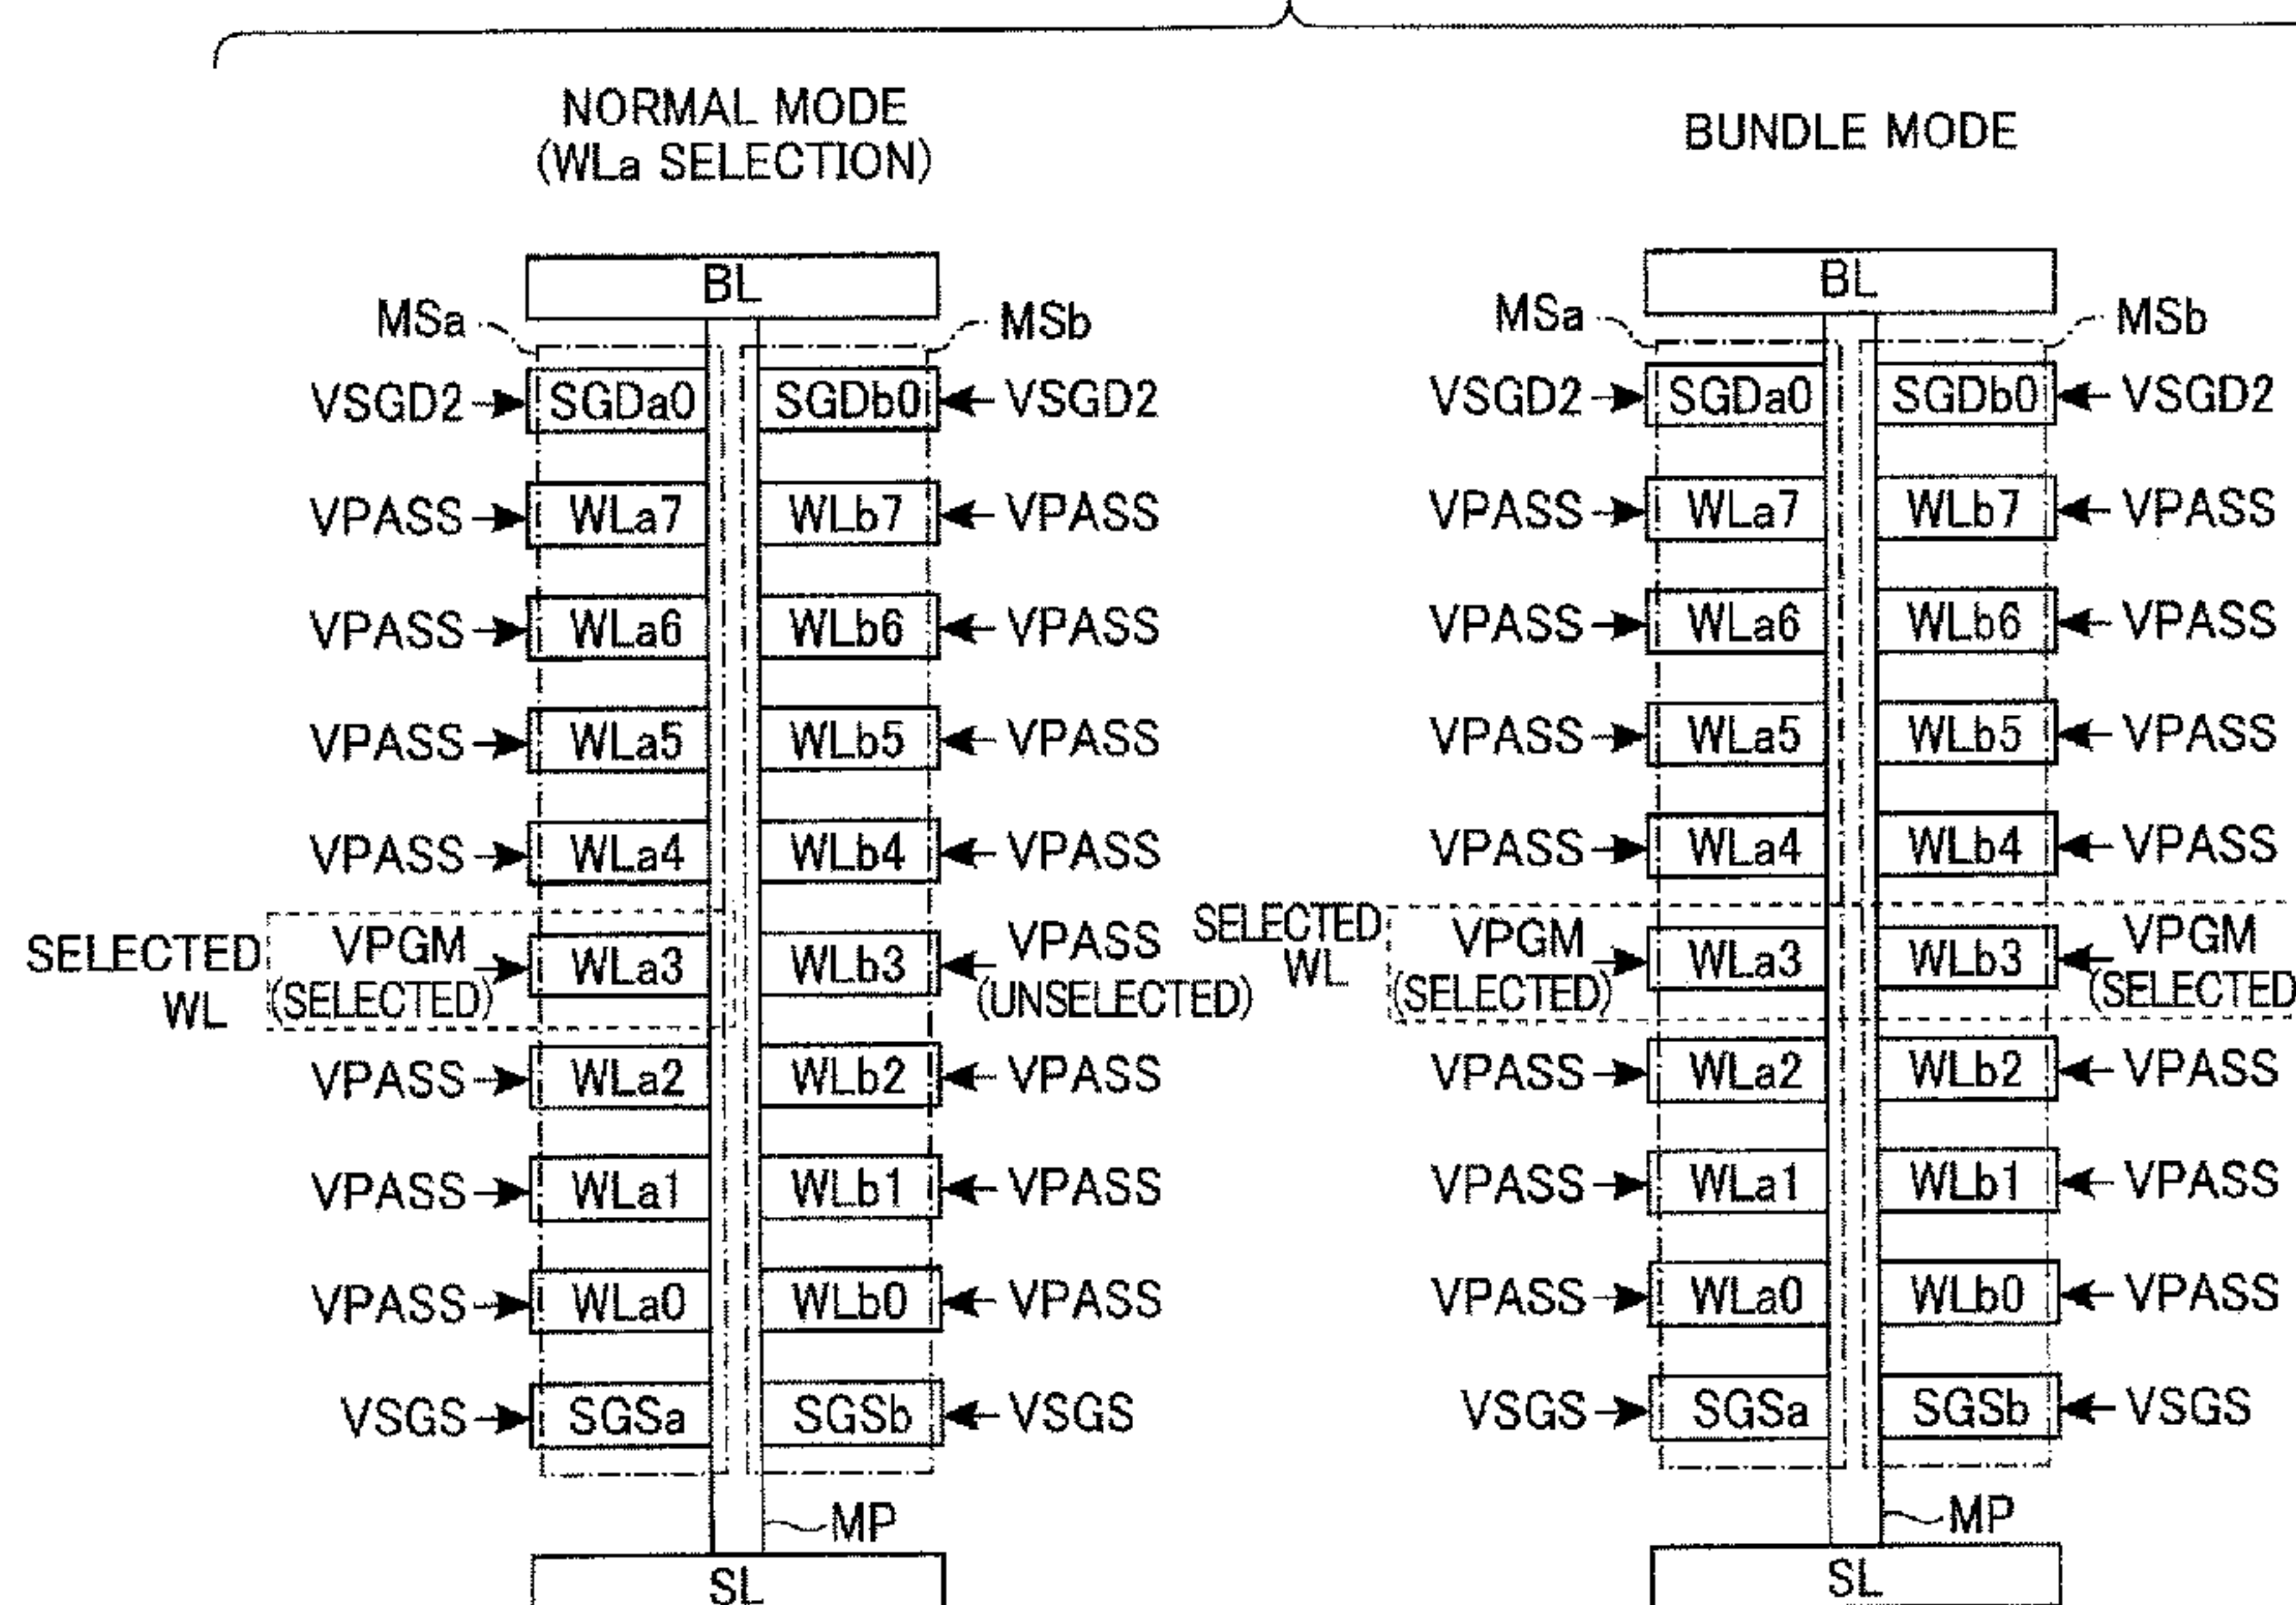 NORMAL MODE
(WLa SELECTION)
BL
MSa
MSb
VSGD2 SGDa0 SGDb0 VSGD2
VPASS WLa7 WLb7 VPASS
VPASS WLa6 WLb6 VPASS
VPASS WLa5 WLb5 VPASS
VPASS WLa4 WLb4 VPASS
SELECTED WL
VPGM (SELECTED) WLa3 WLb3 VPASS (UNSELECTED)
VPASS WLa2 WLb2 VPASS
VPASS WLa1 WLb1 VPASS
VPASS WLa0 WLb0 VPASS
VSGS SGSa SGSb VSGS
MP
SL
BUNDLE MODE
BL
MSa
MSb
VSGD2 SGDa0 SGDb0 VSGD2
VPASS WLa7 WLb7 VPASS
VPASS WLa6 WLb6 VPASS
VPASS WLa5 WLb5 VPASS
VPASS WLa4 WLb4 VPASS
SELECTED WL
VPGM (SELECTED) WLa3 WLb3 VPGM (SELECTED
VPASS WLa2 WLb2 VPASS
VPASS WLa1 WLb1 VPASS
VPASS WLa0 WLb0 VPASS
VSGS SGSa SGSb VSGS
MP
SL